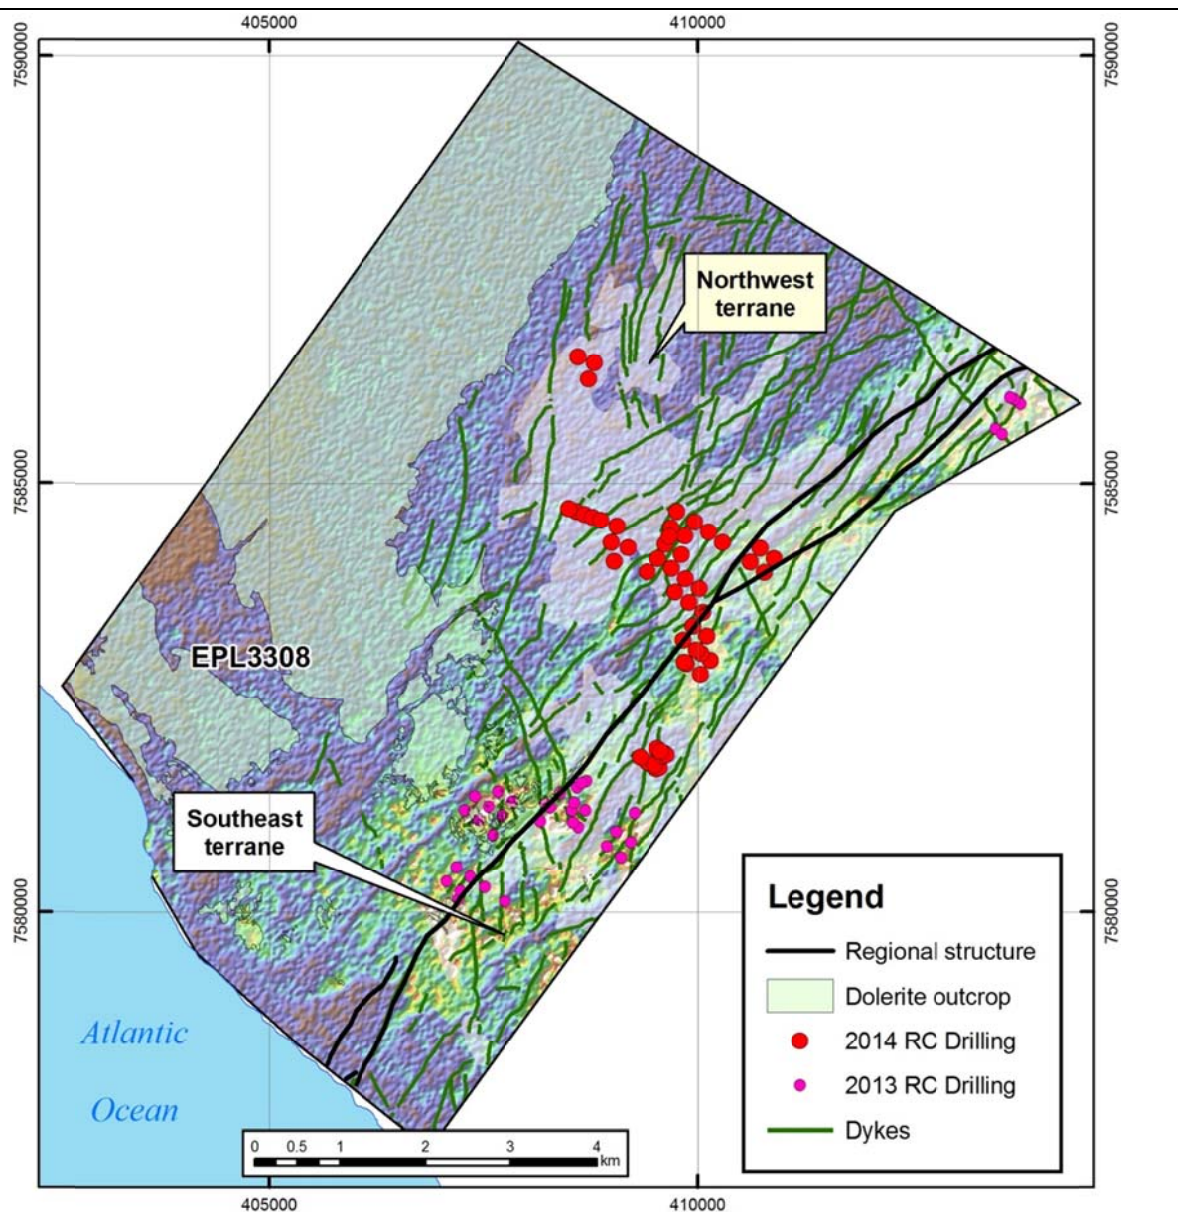 405000
410000
7590000
7590000
Northwest
terrane
7585000
7585000
EPL3308
Southeast
terrane
7580000
7580000
Legend
Regional structure
Dolerite outcrop
2014 RC Drilling
2013 RC Drilling
Dykes
Atlantic
Ocean
0 0.5 1 2 3 4
km
405000
410000